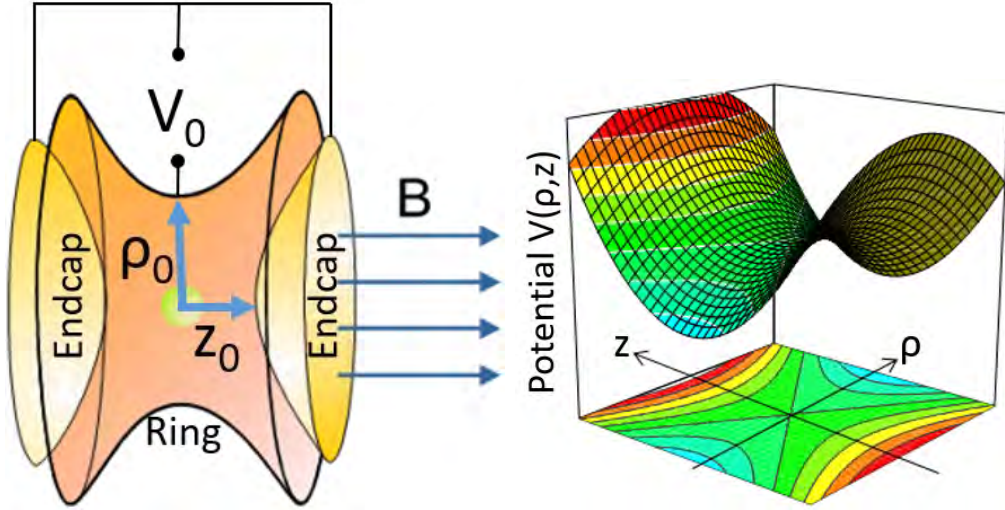 V₀
B
ρ₀
z₀
Endcap
Endcap
Ring
Potential V(ρ,z)
z
ρ